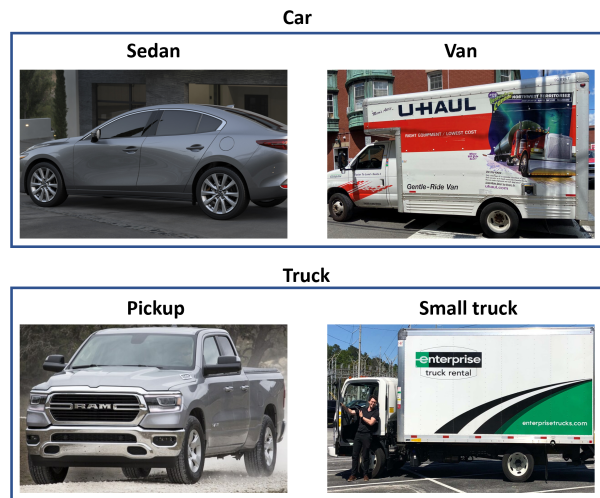 Car
Sedan
Van
U-HAUL
RIGHT EQUIPMENT / LOWEST COST
Gentle-Ride Van
Truck
Pickup
Small truck
RAM
enterprise
truck rental
enterprisetrucks.com